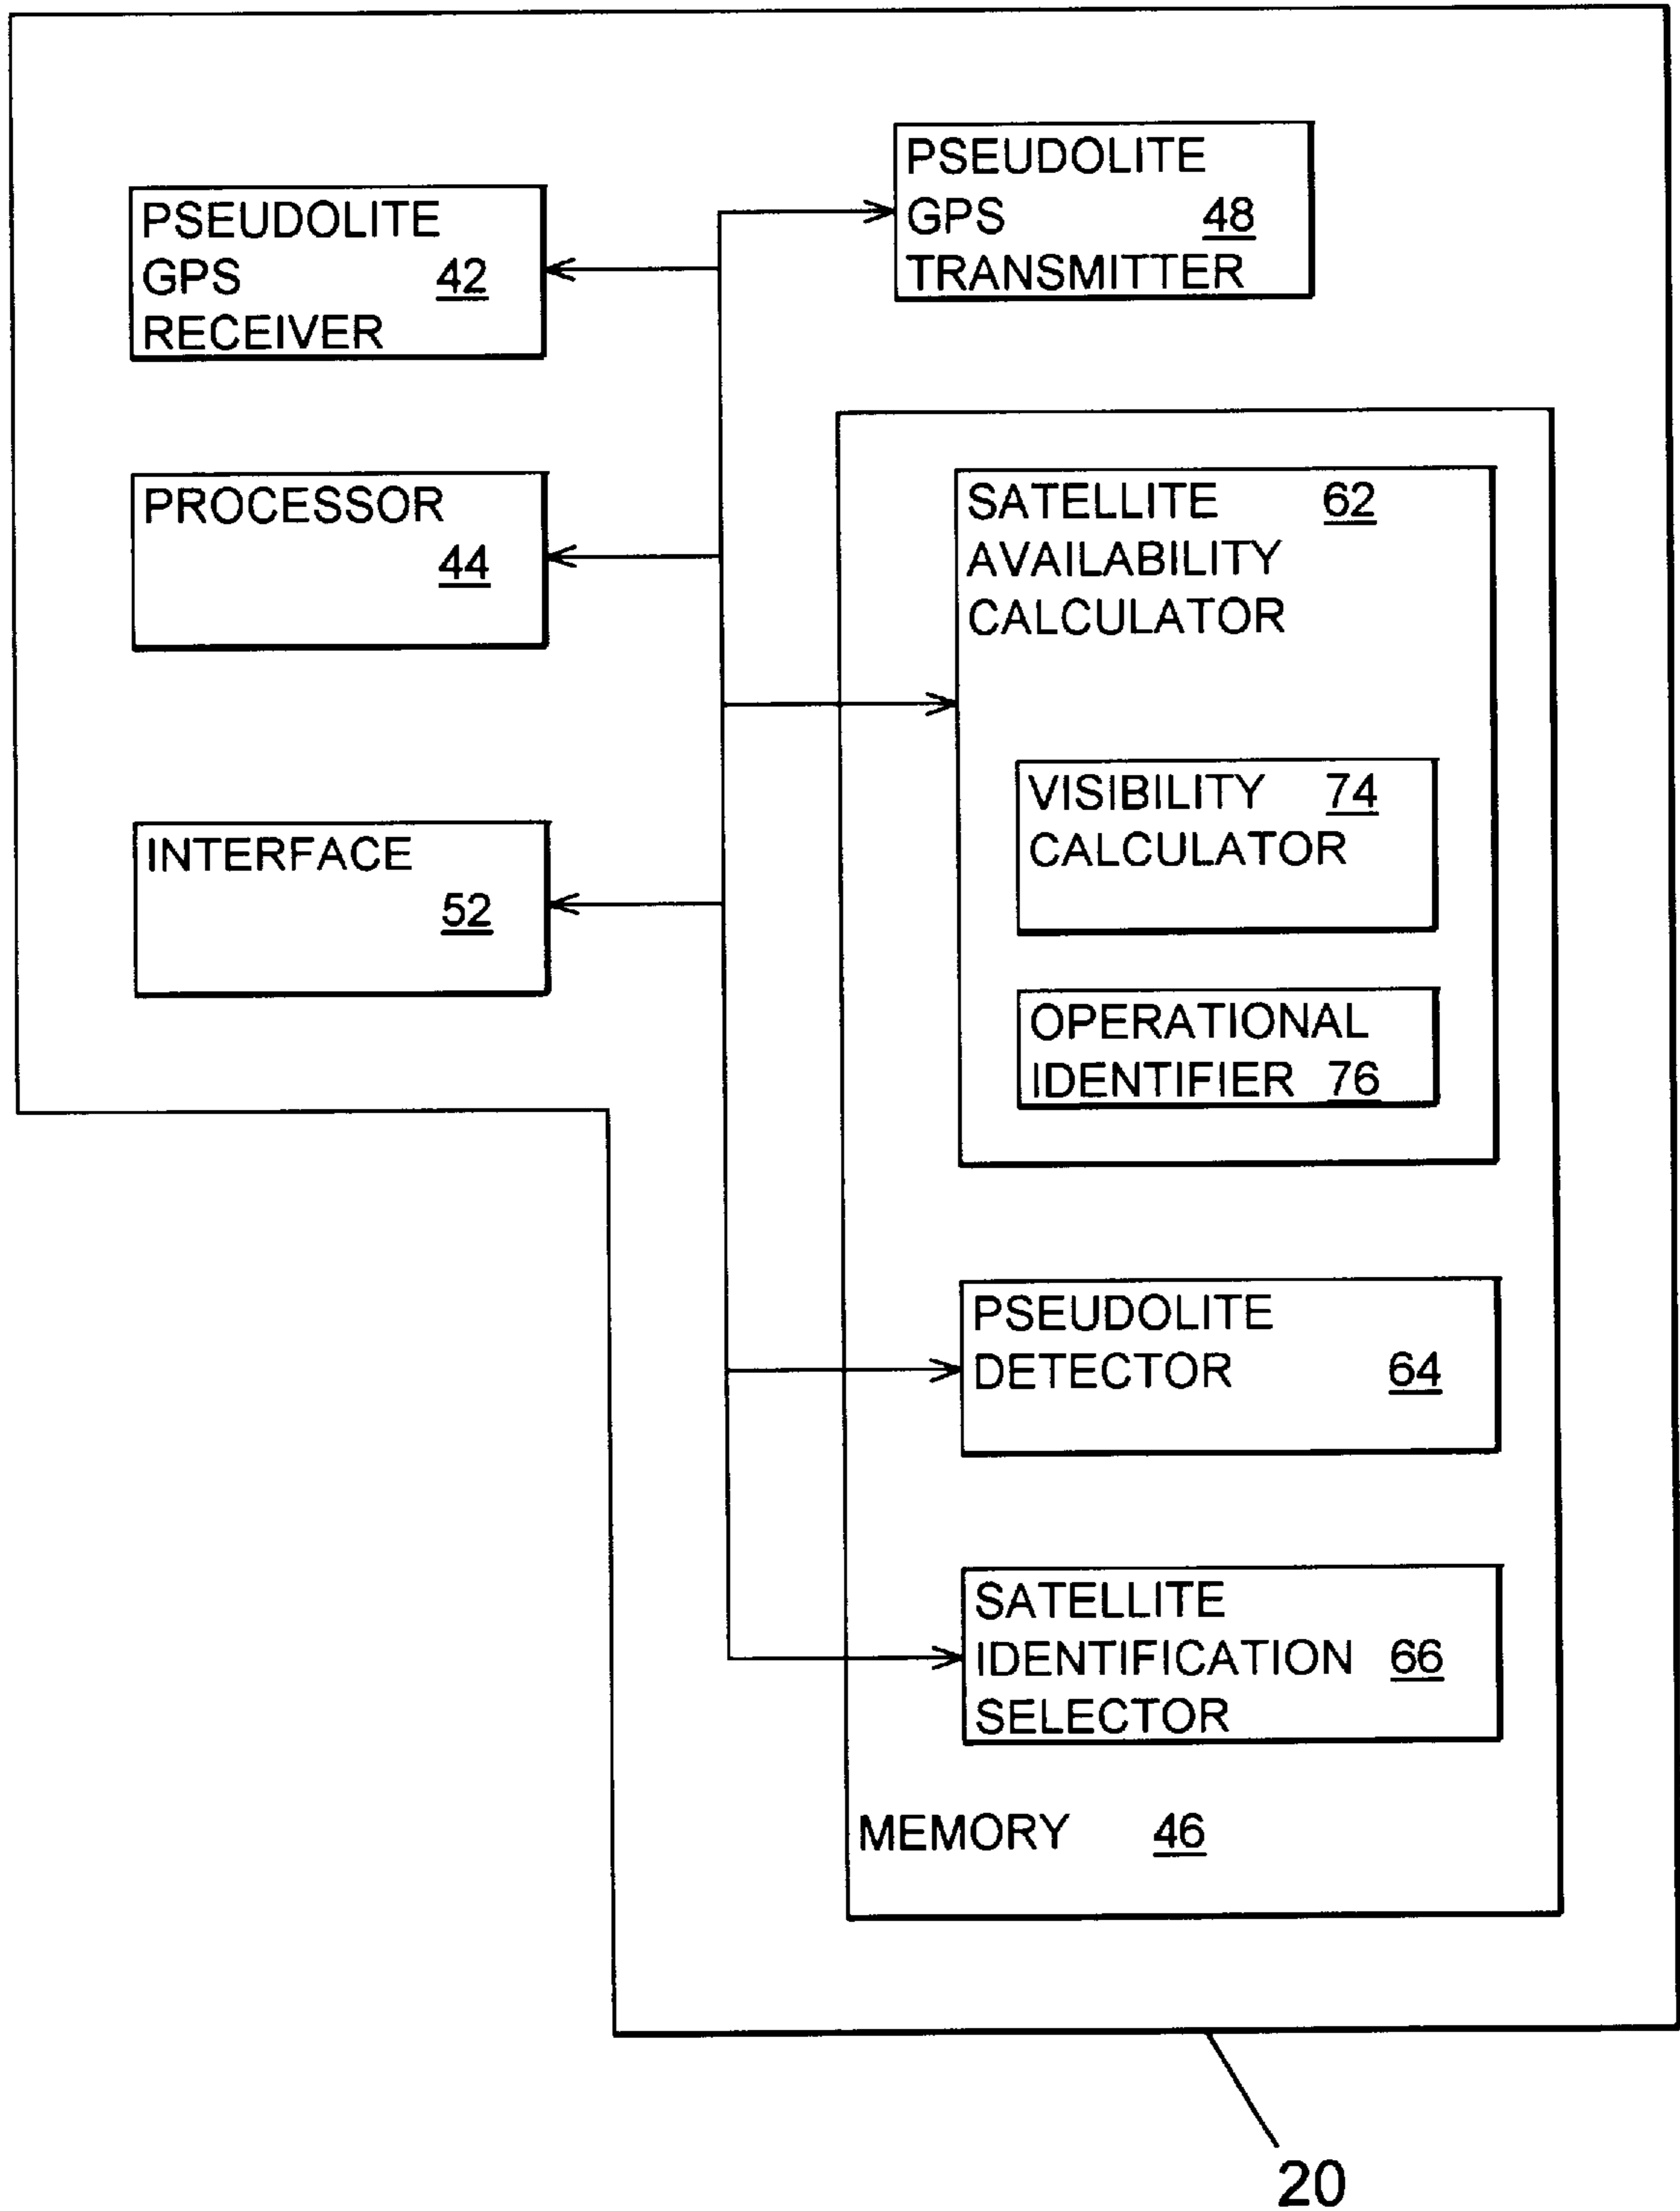 PSEUDOLITE
GPS 42
RECEIVER
PSEUDOLITE
GPS 48
TRANSMITTER
PROCESSOR
44
INTERFACE
52
SATELLITE 62
AVAILABILITY
CALCULATOR
VISIBILITY 74
CALCULATOR
OPERATIONAL
IDENTIFIER 76
PSEUDOLITE
DETECTOR 64
SATELLITE
IDENTIFICATION 66
SELECTOR
MEMORY 46
20